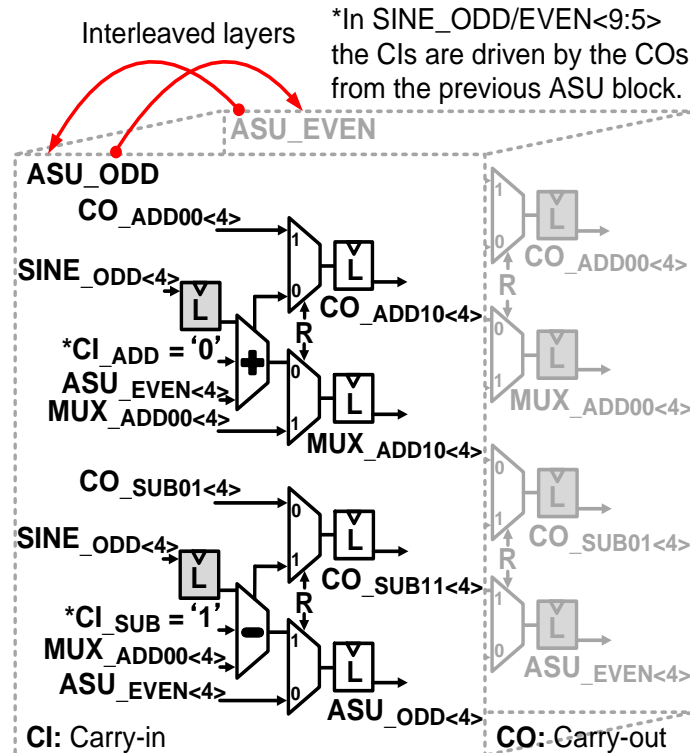 Interleaved layers
*In SINE_ODD/EVEN<9:5>
the CIs are driven by the COs
from the previous ASU block.
ASU_EVEN
ASU_ODD
CO_ADD00<4>
1
L
SINE_ODD<4>
0
CO_ADD10<4>
L
R
*CI_ADD = '0'
+
0
ASU_EVEN<4>
L
MUX_ADD00<4>
1
MUX_ADD10<4>
CO_SUB01<4>
0
L
SINE_ODD<4>
1
CO_SUB11<4>
L
R
*CI_SUB = '1'
-
1
MUX_ADD00<4>
L
ASU_EVEN<4>
0
ASU_ODD<4>
1
L
0
CO_ADD00<4>
R
0
L
1
MUX_ADD00<4>
0
L
1
CO_SUB01<4>
R
1
L
0
ASU_EVEN<4>
CI: Carry-in
CO: Carry-out